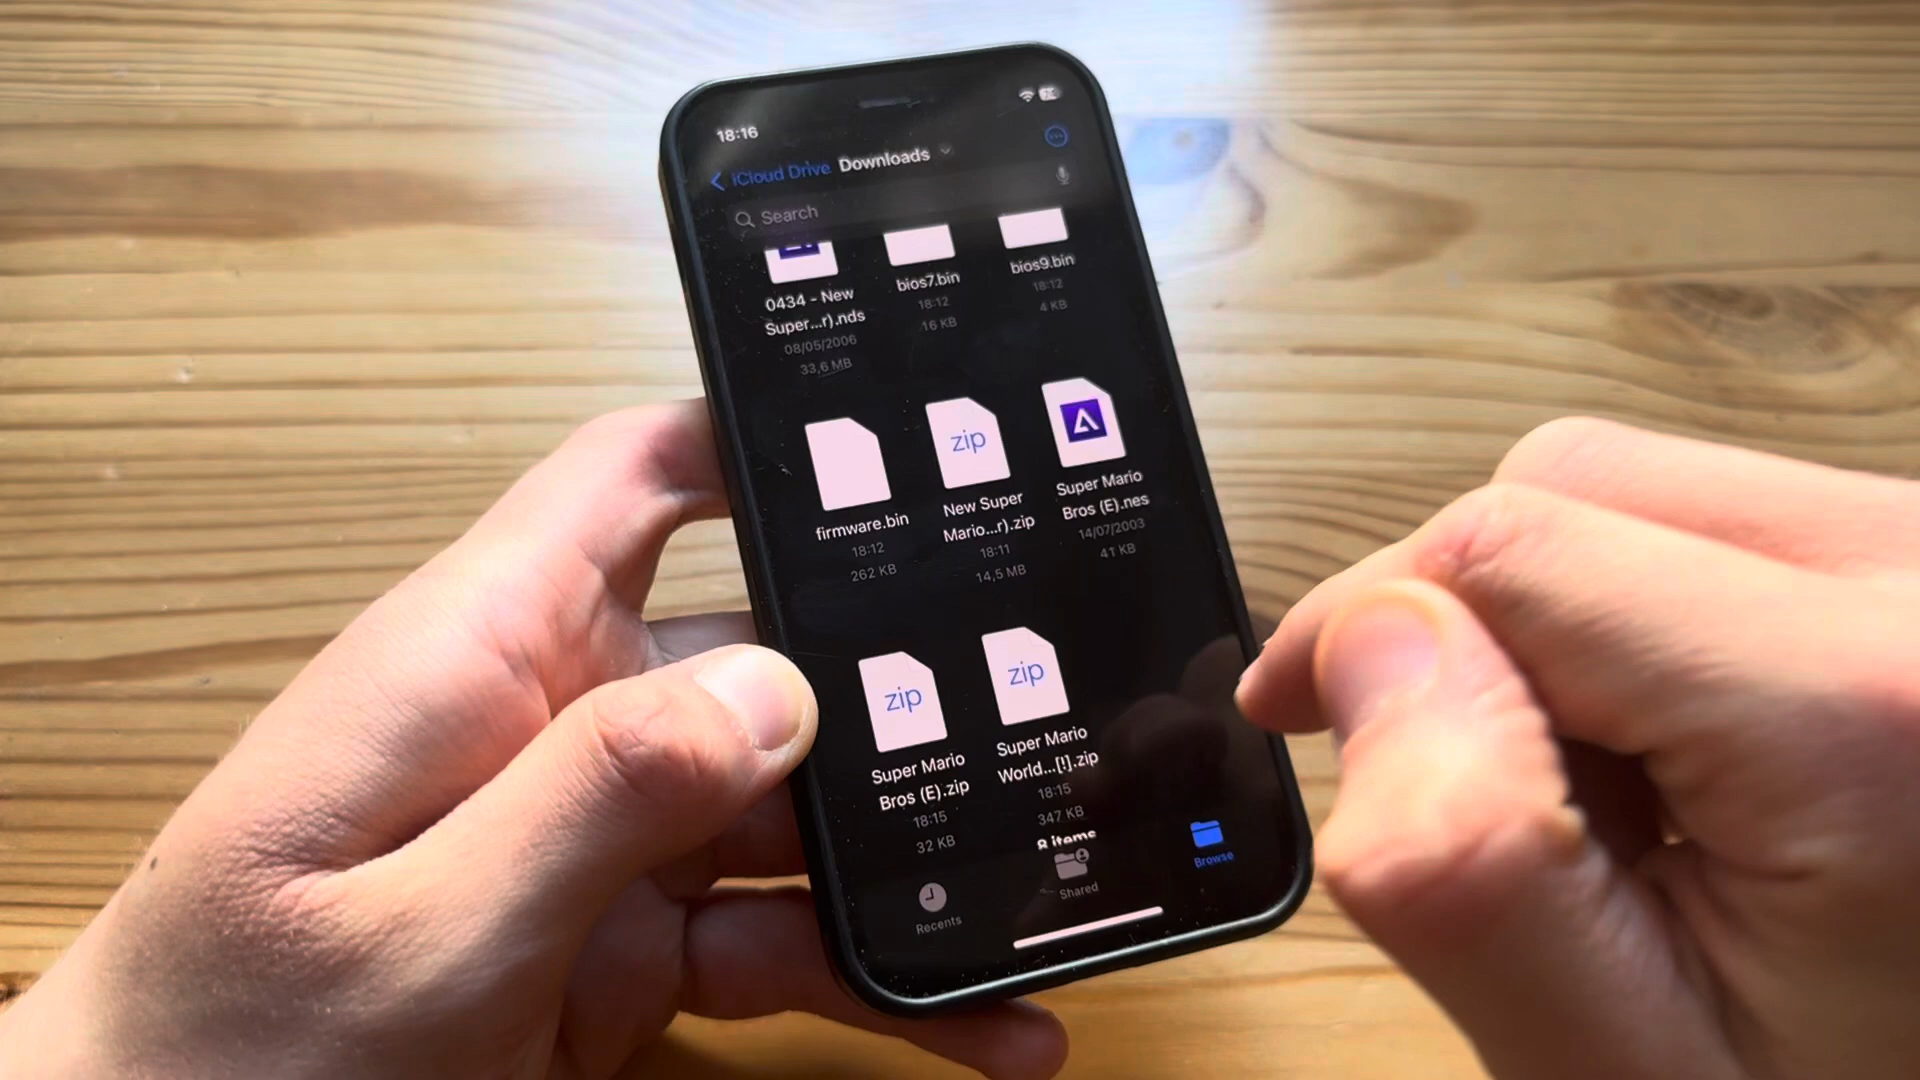 18:16
iCloud Drive Downloads
Search
0434 - New
Super...r).nds
08/05/2006
33,6 MB
bios7.bin
18:12
16 KB
bios9.bin
18:12
4 KB
firmware.bin
18:12
262 KB
zip
New Super
Mario...r).zip
18:11
14,5 MB
Super Mario
Bros (E).nes
14/07/2003
41 KB
zip
Super Mario
Bros (E).zip
18:15
32 KB
zip
Super Mario
World...[!].zip
18:15
347 KB
8 items
Recents
Shared
Browse